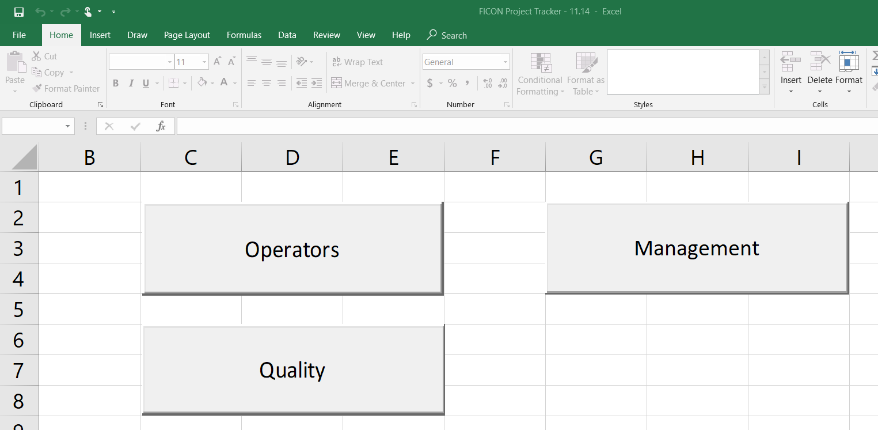 FICON Project Tracker - 11.14 - Excel
File Home Insert Draw Page Layout Formulas Data Review View Help Search
Cut
Copy
Format Painter
Paste
Clipboard
11 A A
B I U A
Font
Wrap Text
Merge & Center
Alignment
General
$ % ,
Number
Conditional Formatting
Format as Table
Styles
Insert Delete Format
Cells
fx
B C D E F G H I
1
2
3
4
5
6
7
8
9
Operators
Management
Quality